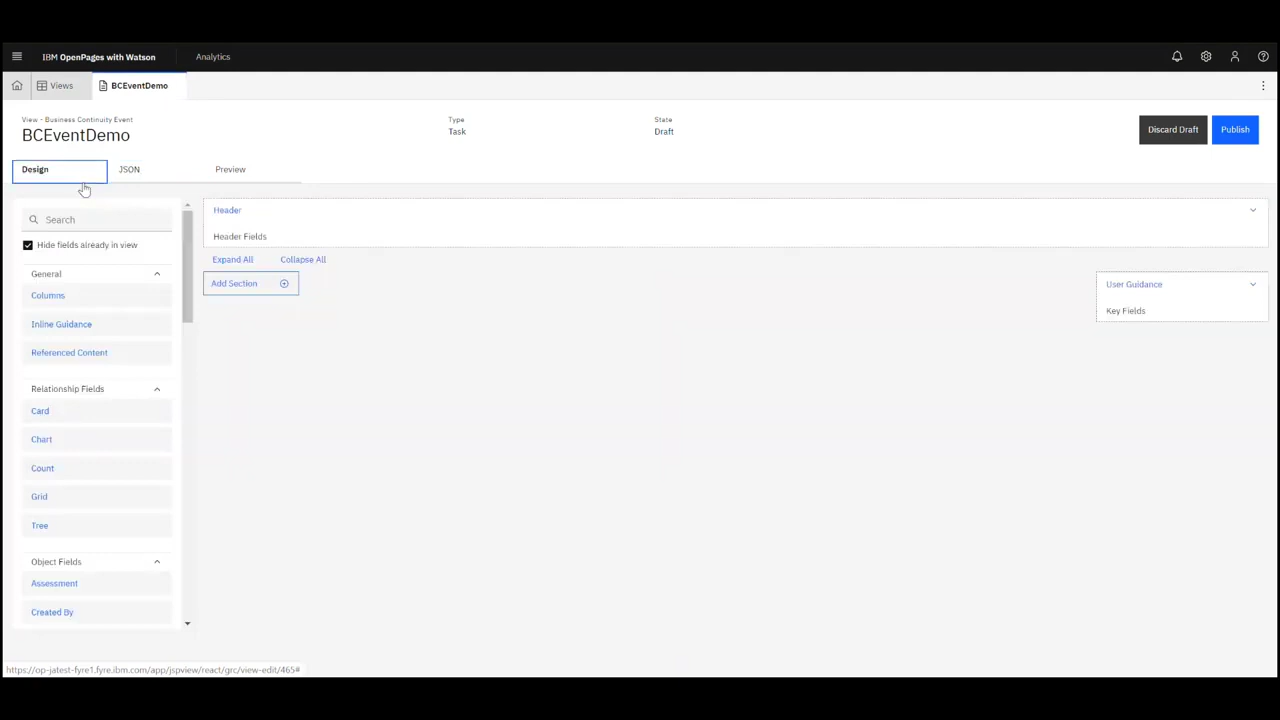 IBM OpenPages with Watson
Analytics
Views
BCEventDemo
View - Business Continuity Event
BCEventDemo
Type
Task
State
Draft
Discard Draft
Publish
Design
JSON
Preview
Search
Hide fields already in view
General
Columns
Inline Guidance
Referenced Content
Relationship Fields
Card
Chart
Count
Grid
Tree
Object Fields
Assessment
Created By
Header
Header Fields
Expand All
Collapse All
Add Section
User Guidance
Key Fields
https://op-jatest-fyre1.fyre.ibm.com/app/jspview/react/grc/view-edit/465#